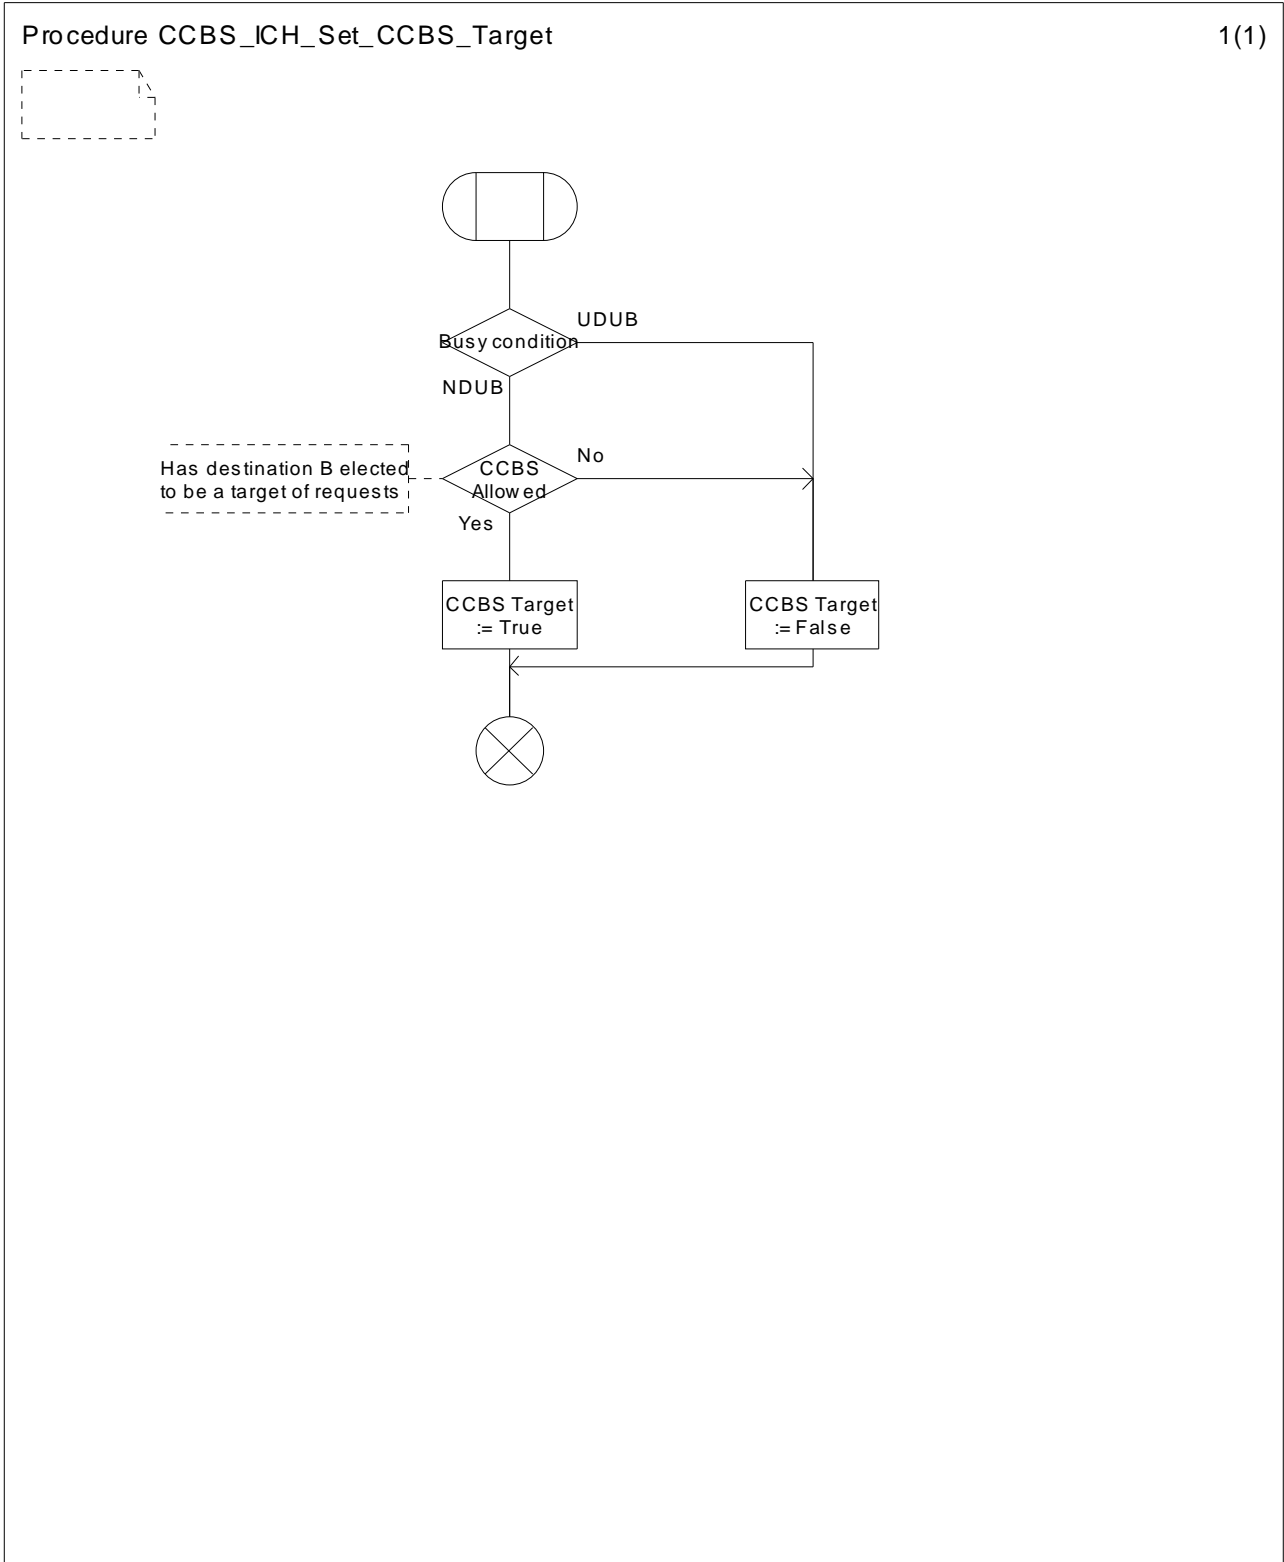 Procedure CCBS_ICH_Set_CCBS_Target
1(1)
UDUB
Busy condition
NDUB
Has destination B elected
to be a target of requests
CCBS
Allowed
No
Yes
CCBS Target
:= True
CCBS Target
:= False